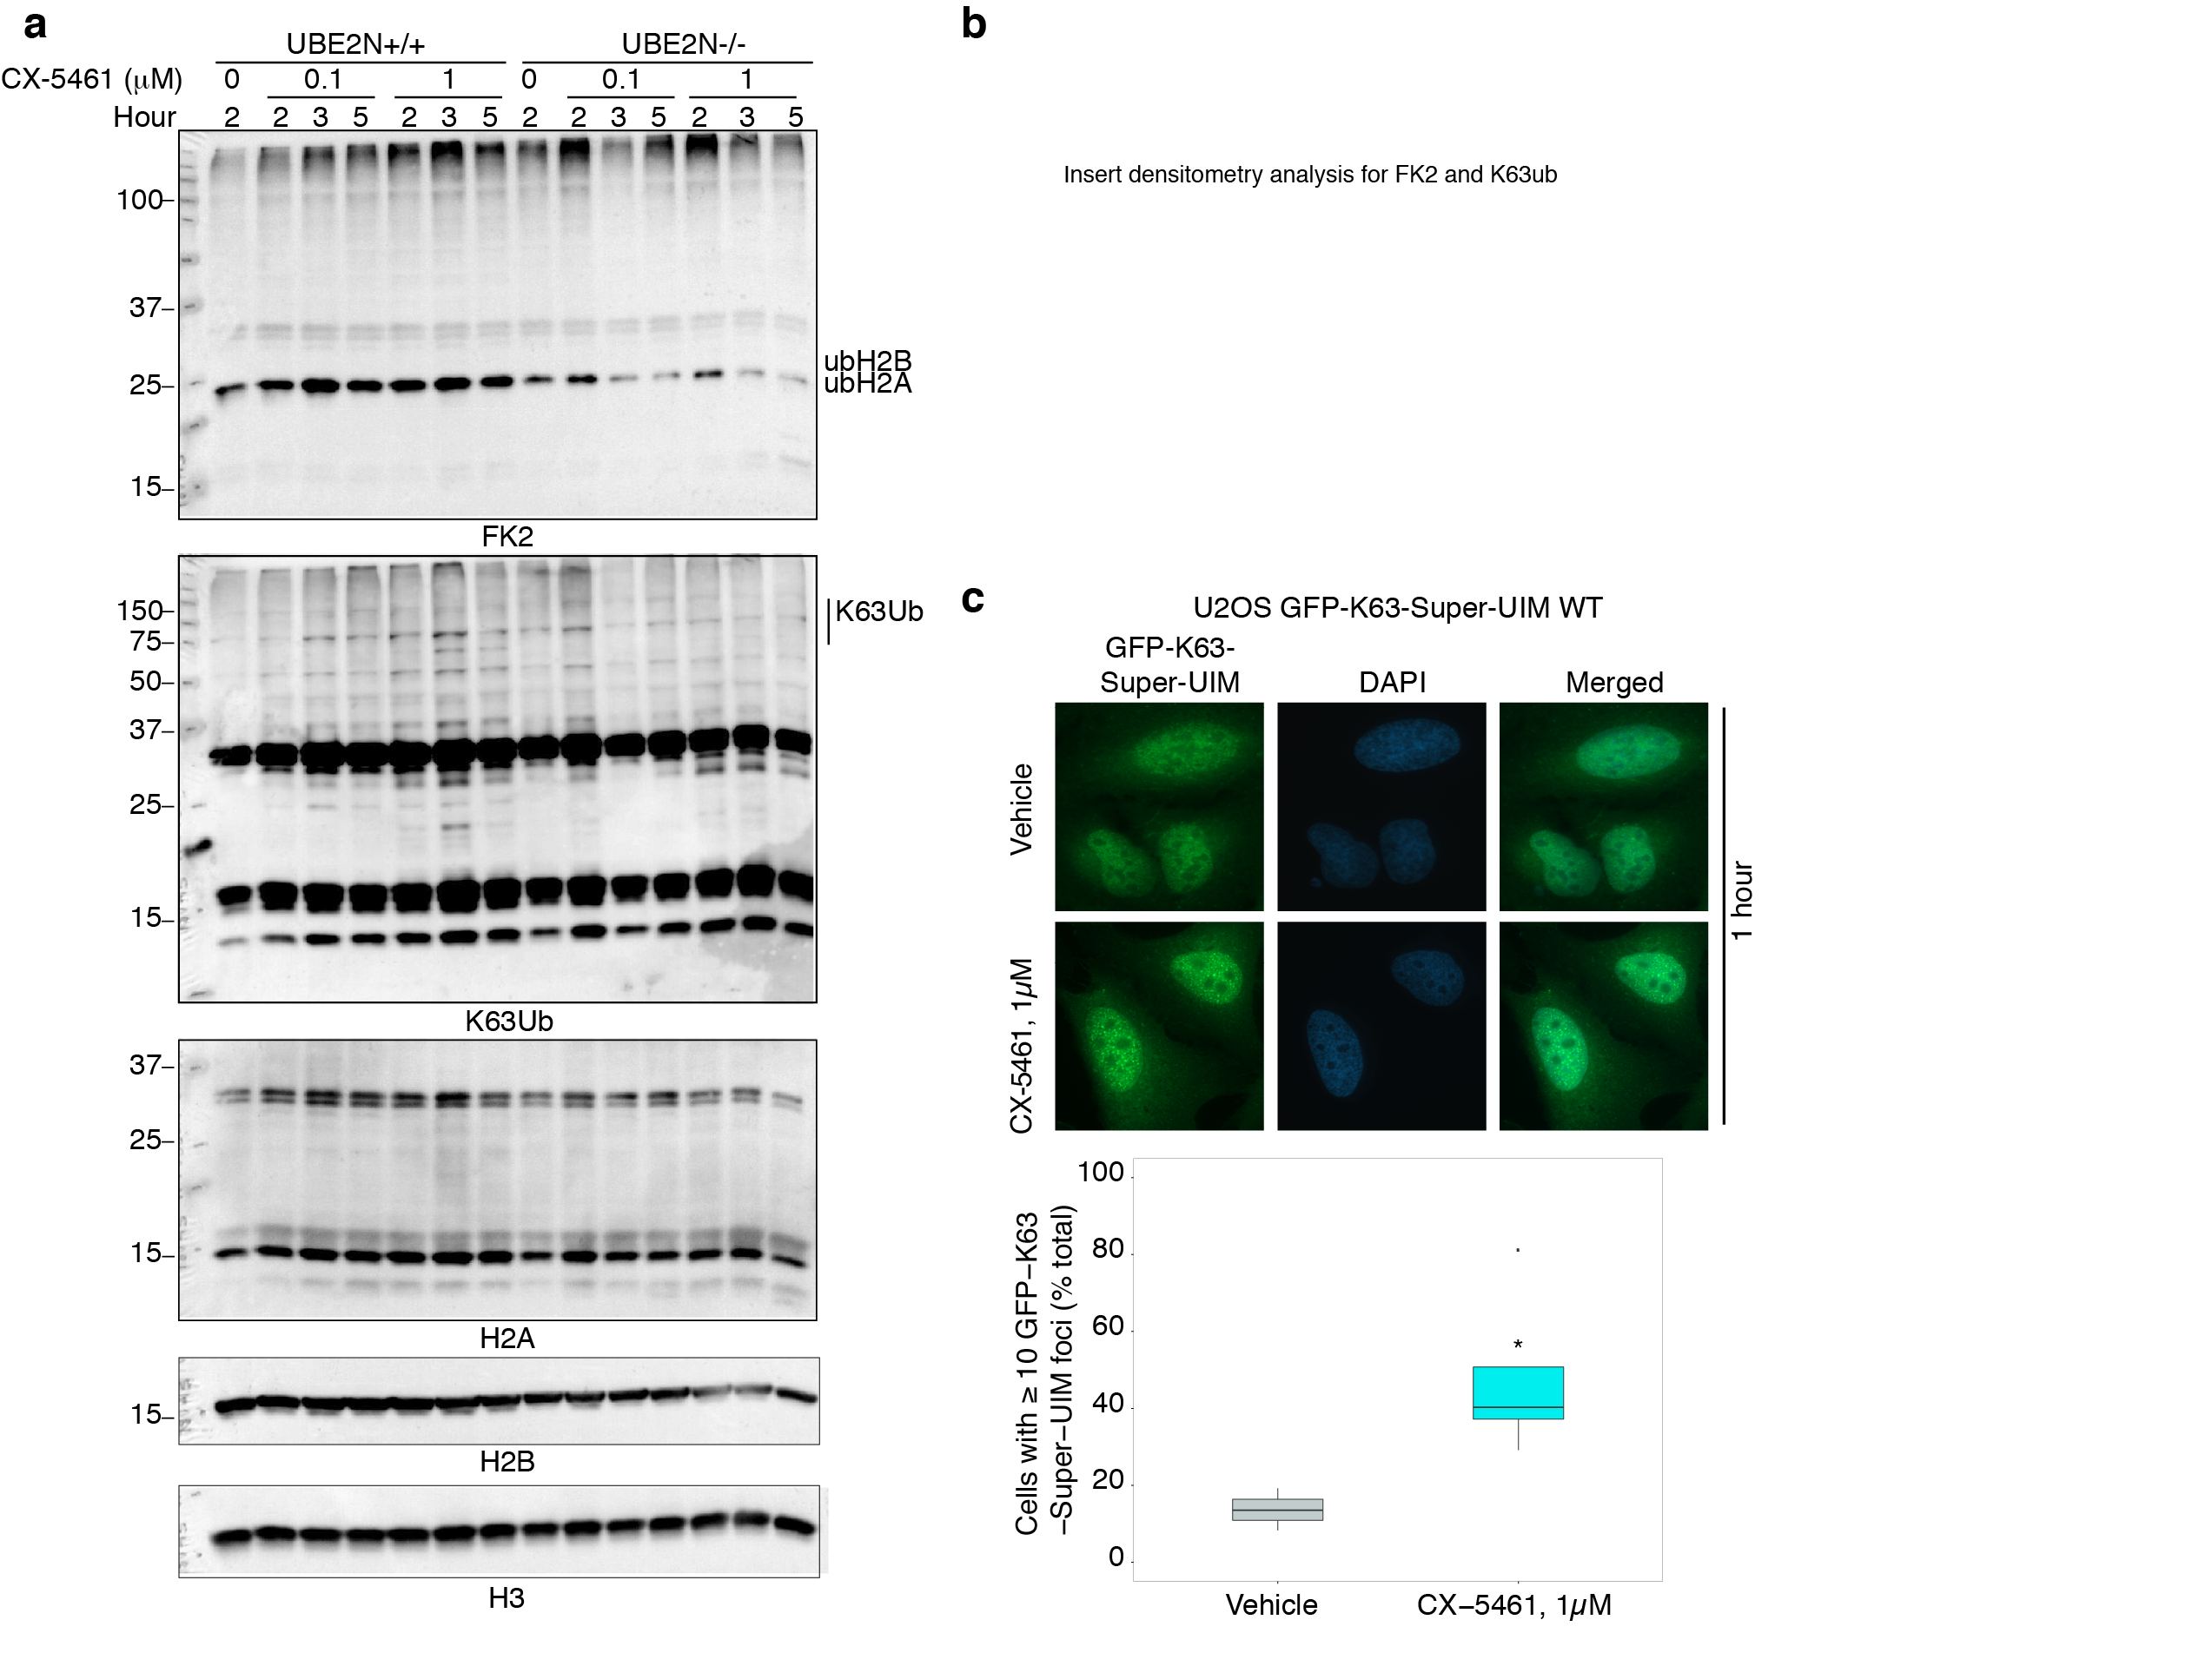 a
UBE2N+/+ UBE2N-/-
CX-5461 (µM) 0 0.1 1 0 0.1 1
Hour 2 2 3 5 2 3 5 2 2 3 5 2 3 5
100
37
ubH2B
25
ubH2A
15
FK2
150
K63Ub
75
50
37
25
15
K63Ub
37
25
15
H2A
15
H2B
H3
b
Insert densitometry analysis for FK2 and K63ub
c
U2OS GFP-K63-Super-UIM WT
GFP-K63-
Super-UIM DAPI Merged
Vehicle
CX-5461, 1µM
1 hour
Cells with ≥ 10 GFP−K63
−Super−UIM foci (% total)
100
80
60
*
40
20
0
Vehicle CX−5461, 1µM